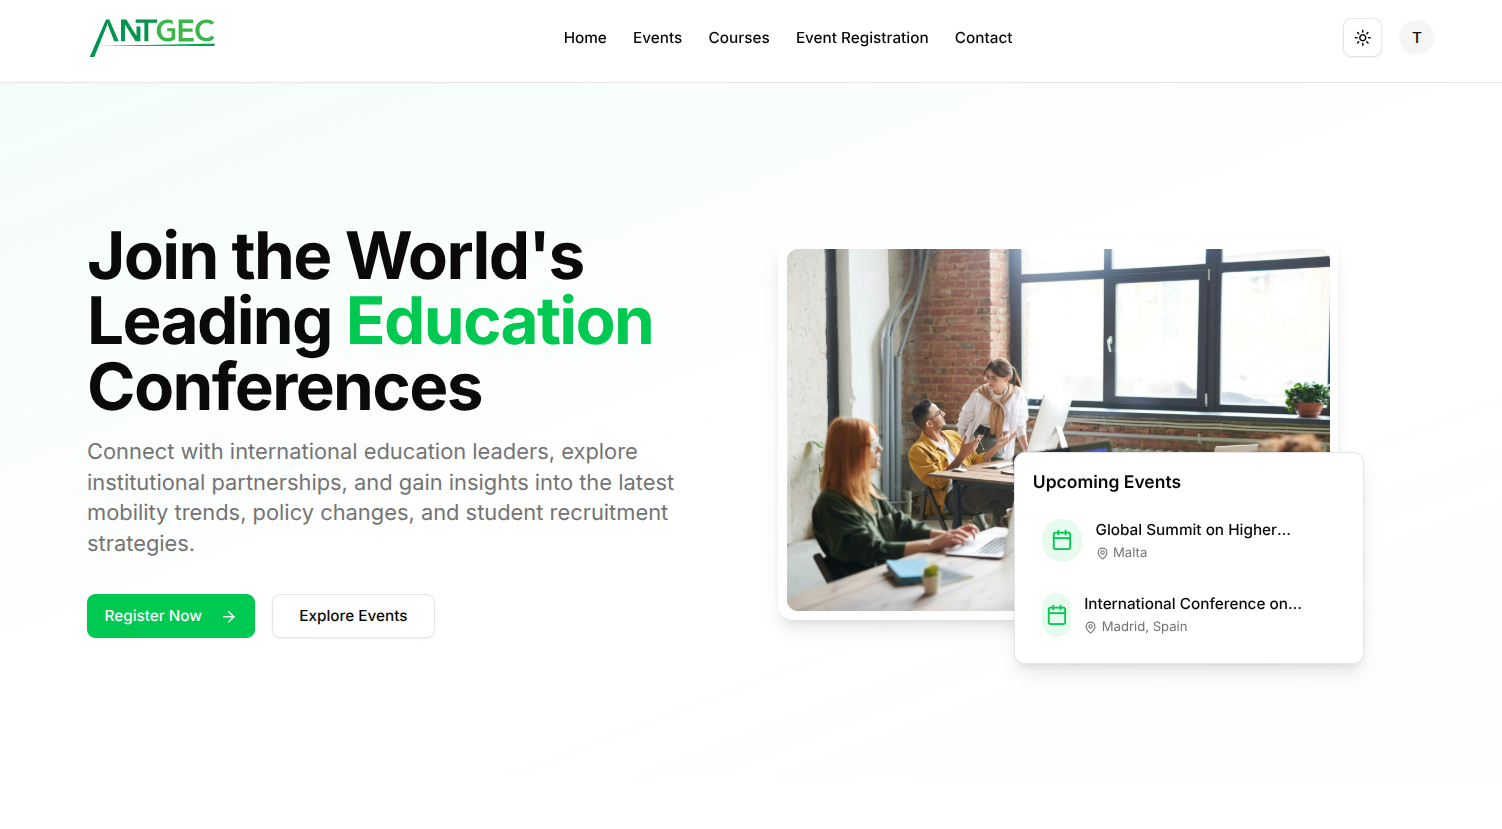 ANTGEC
Home Events Courses Event Registration Contact
T
Join the World's
Leading Education
Conferences
Connect with international education leaders, explore
institutional partnerships, and gain insights into the latest
mobility trends, policy changes, and student recruitment
strategies.
Register Now
Explore Events
Upcoming Events
Global Summit on Higher...
Malta
International Conference on...
Madrid, Spain